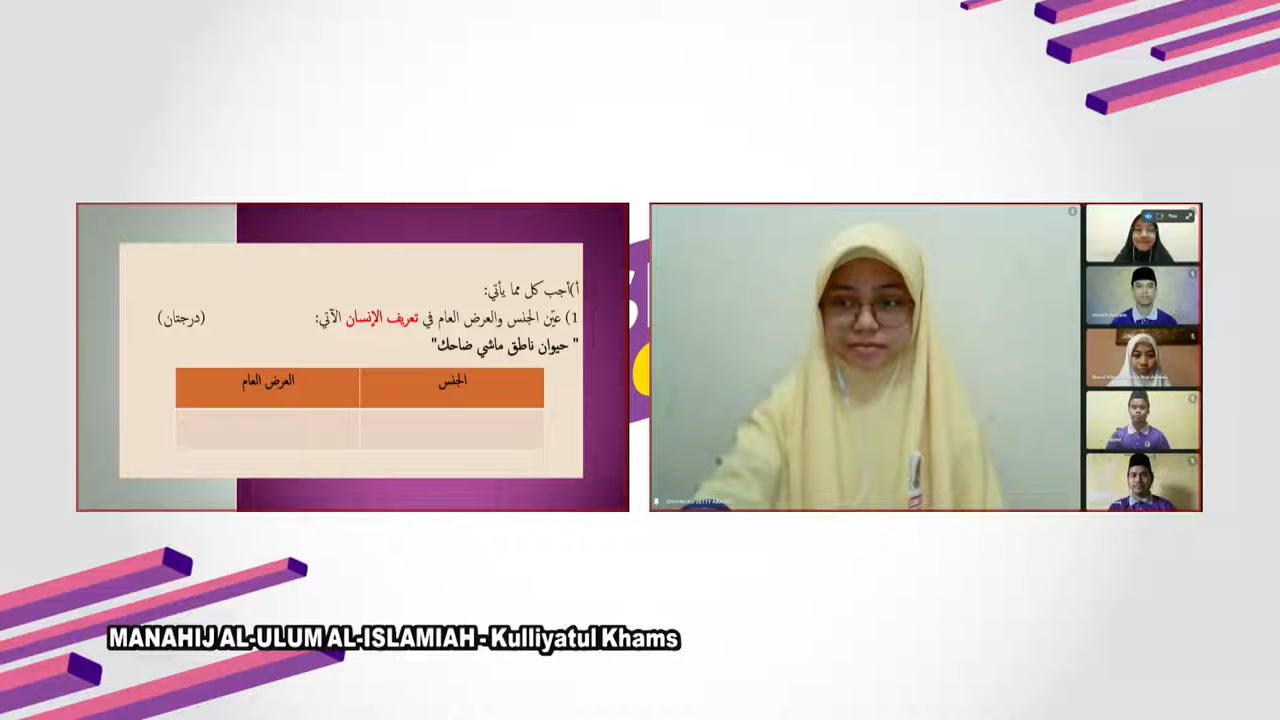 أ)أجب كل مما يأتي:
1) عيّن الجنس والعرض العام في تعريف الإنسان الآتي: (درجتان)
" حيوان ناطق ماشي ضاحك"
الجنس العرض العام
You
MANAHIJ AL-ULUM AL-ISLAMIAH - Kulliyatul Khams